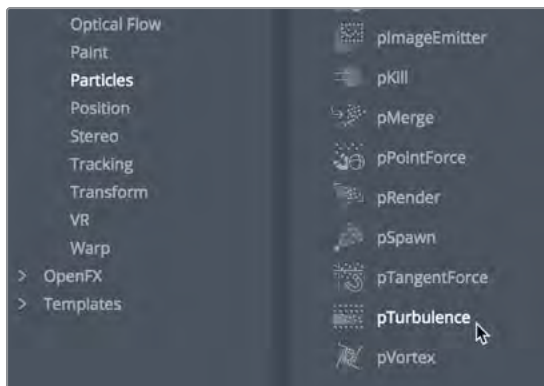 Optical Flow
Paint
Particles
Position
Stereo
Tracking
Transform
VR
Warp
> OpenFX
> Templates
pImageEmitter
pKill
pMerge
pPointForce
pRender
pSpawn
pTangentForce
pTurbulence
pVortex